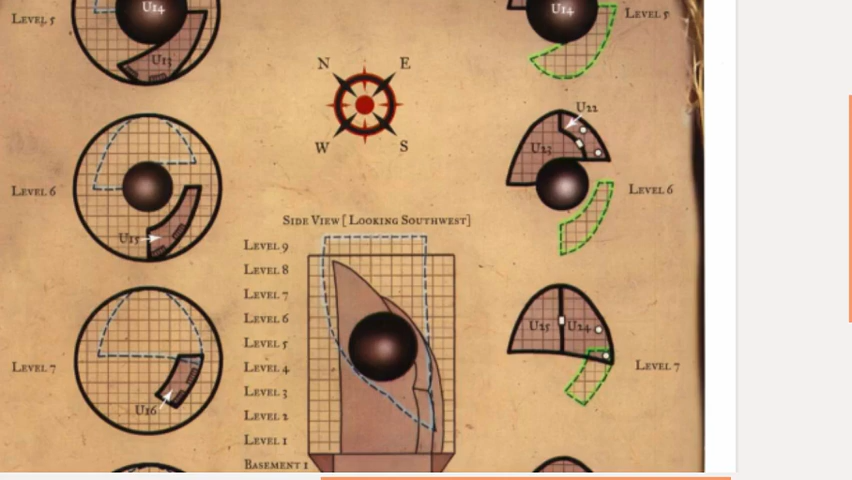 U14
U14
Level 5
Level 5
U13
N
E
U22
W
S
U23
Level 6
Level 6
Side View [Looking Southwest]
U15
Level 9
Level 8
Level 7
Level 6
U25
U24
Level 5
Level 7
Level 4
Level 7
Level 3
U16
Level 2
Level 1
Basement 1